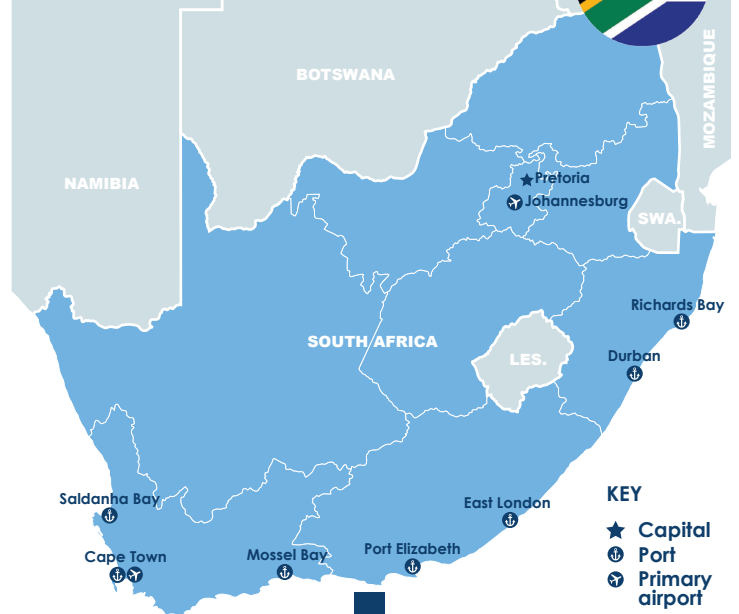 BOTSWANA
MOZAMBIQUE
NAMIBIA
Pretoria
Johannesburg
SWA.
Richards Bay
SOUTH AFRICA
LES.
Durban
Saldanha Bay
East London
Cape Town
Mossel Bay
Port Elizabeth
KEY
Capital
Port
Primary
airport